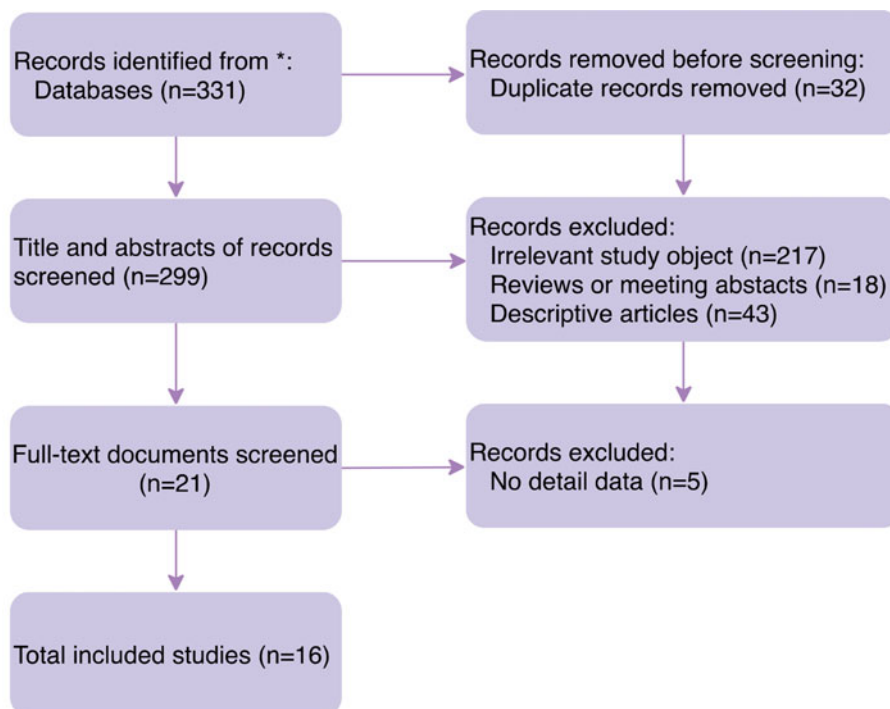 Records identified from *:
Databases (n=331)
Records removed before screening:
Duplicate records removed (n=32)
Title and abstracts of records
screened (n=299)
Records excluded:
Irrelevant study object (n=217)
Reviews or meeting abstacts (n=18)
Descriptive articles (n=43)
Full-text documents screened
(n=21)
Records excluded:
No detail data (n=5)
Total included studies (n=16)